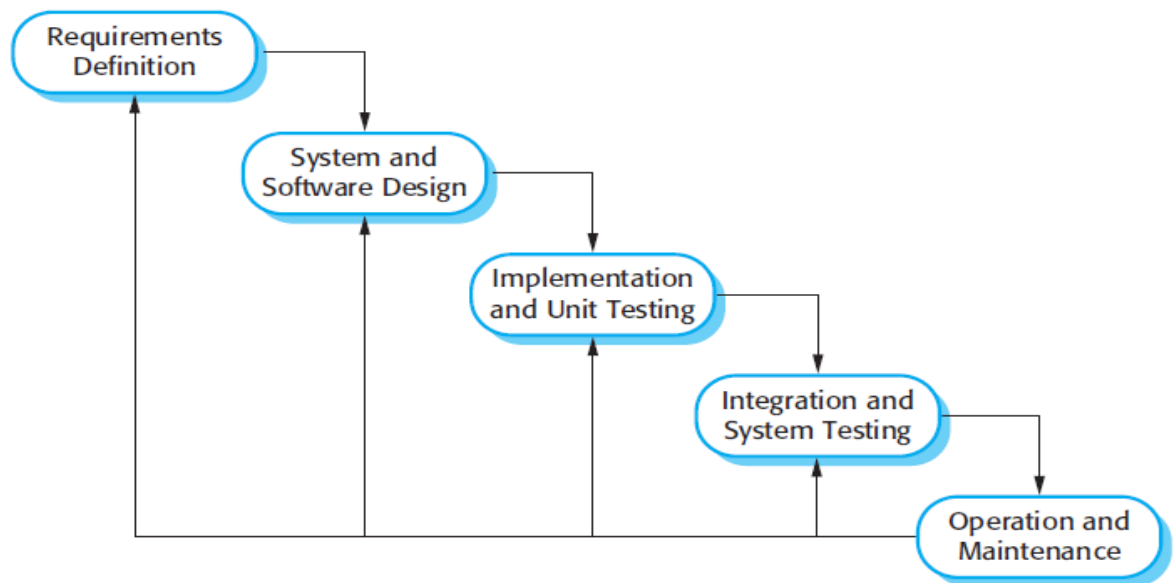 Requirements
Definition
System and
Software Design
Implementation
and Unit Testing
Integration and
System Testing
Operation and
Maintenance